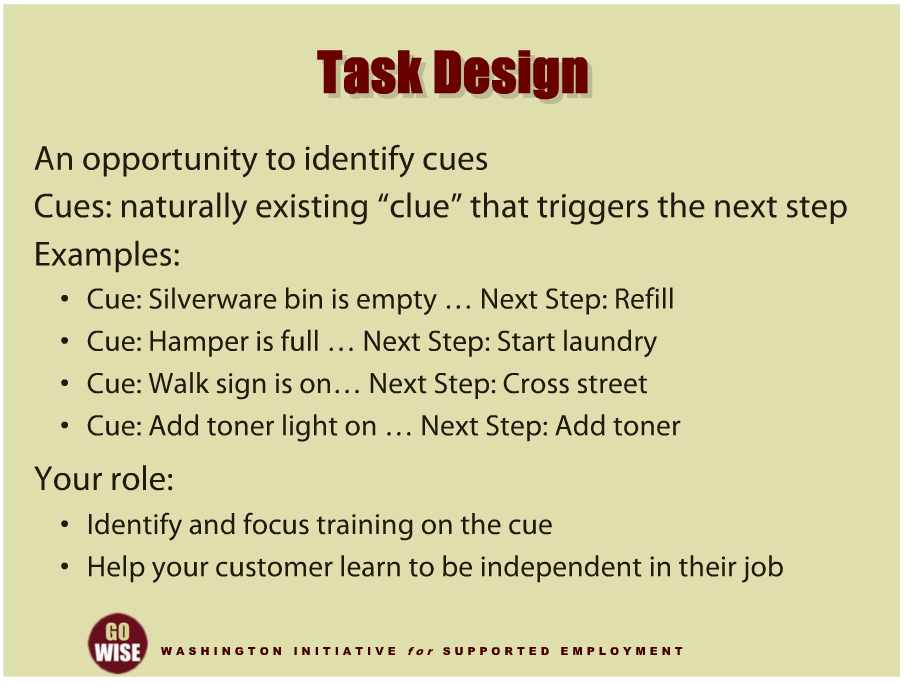 Task Design
An opportunity to identify cues
Cues: naturally existing “clue” that triggers the next step
Examples:
• Cue: Silverware bin is empty … Next Step: Refill
• Cue: Hamper is full … Next Step: Start laundry
• Cue: Walk sign is on… Next Step: Cross street
• Cue: Add toner light on … Next Step: Add toner
Your role:
• Identify and focus training on the cue
• Help your customer learn to be independent in their job
GO
WISE
WASHINGTON INITIATIVE for SUPPORTED EMPLOYMENT